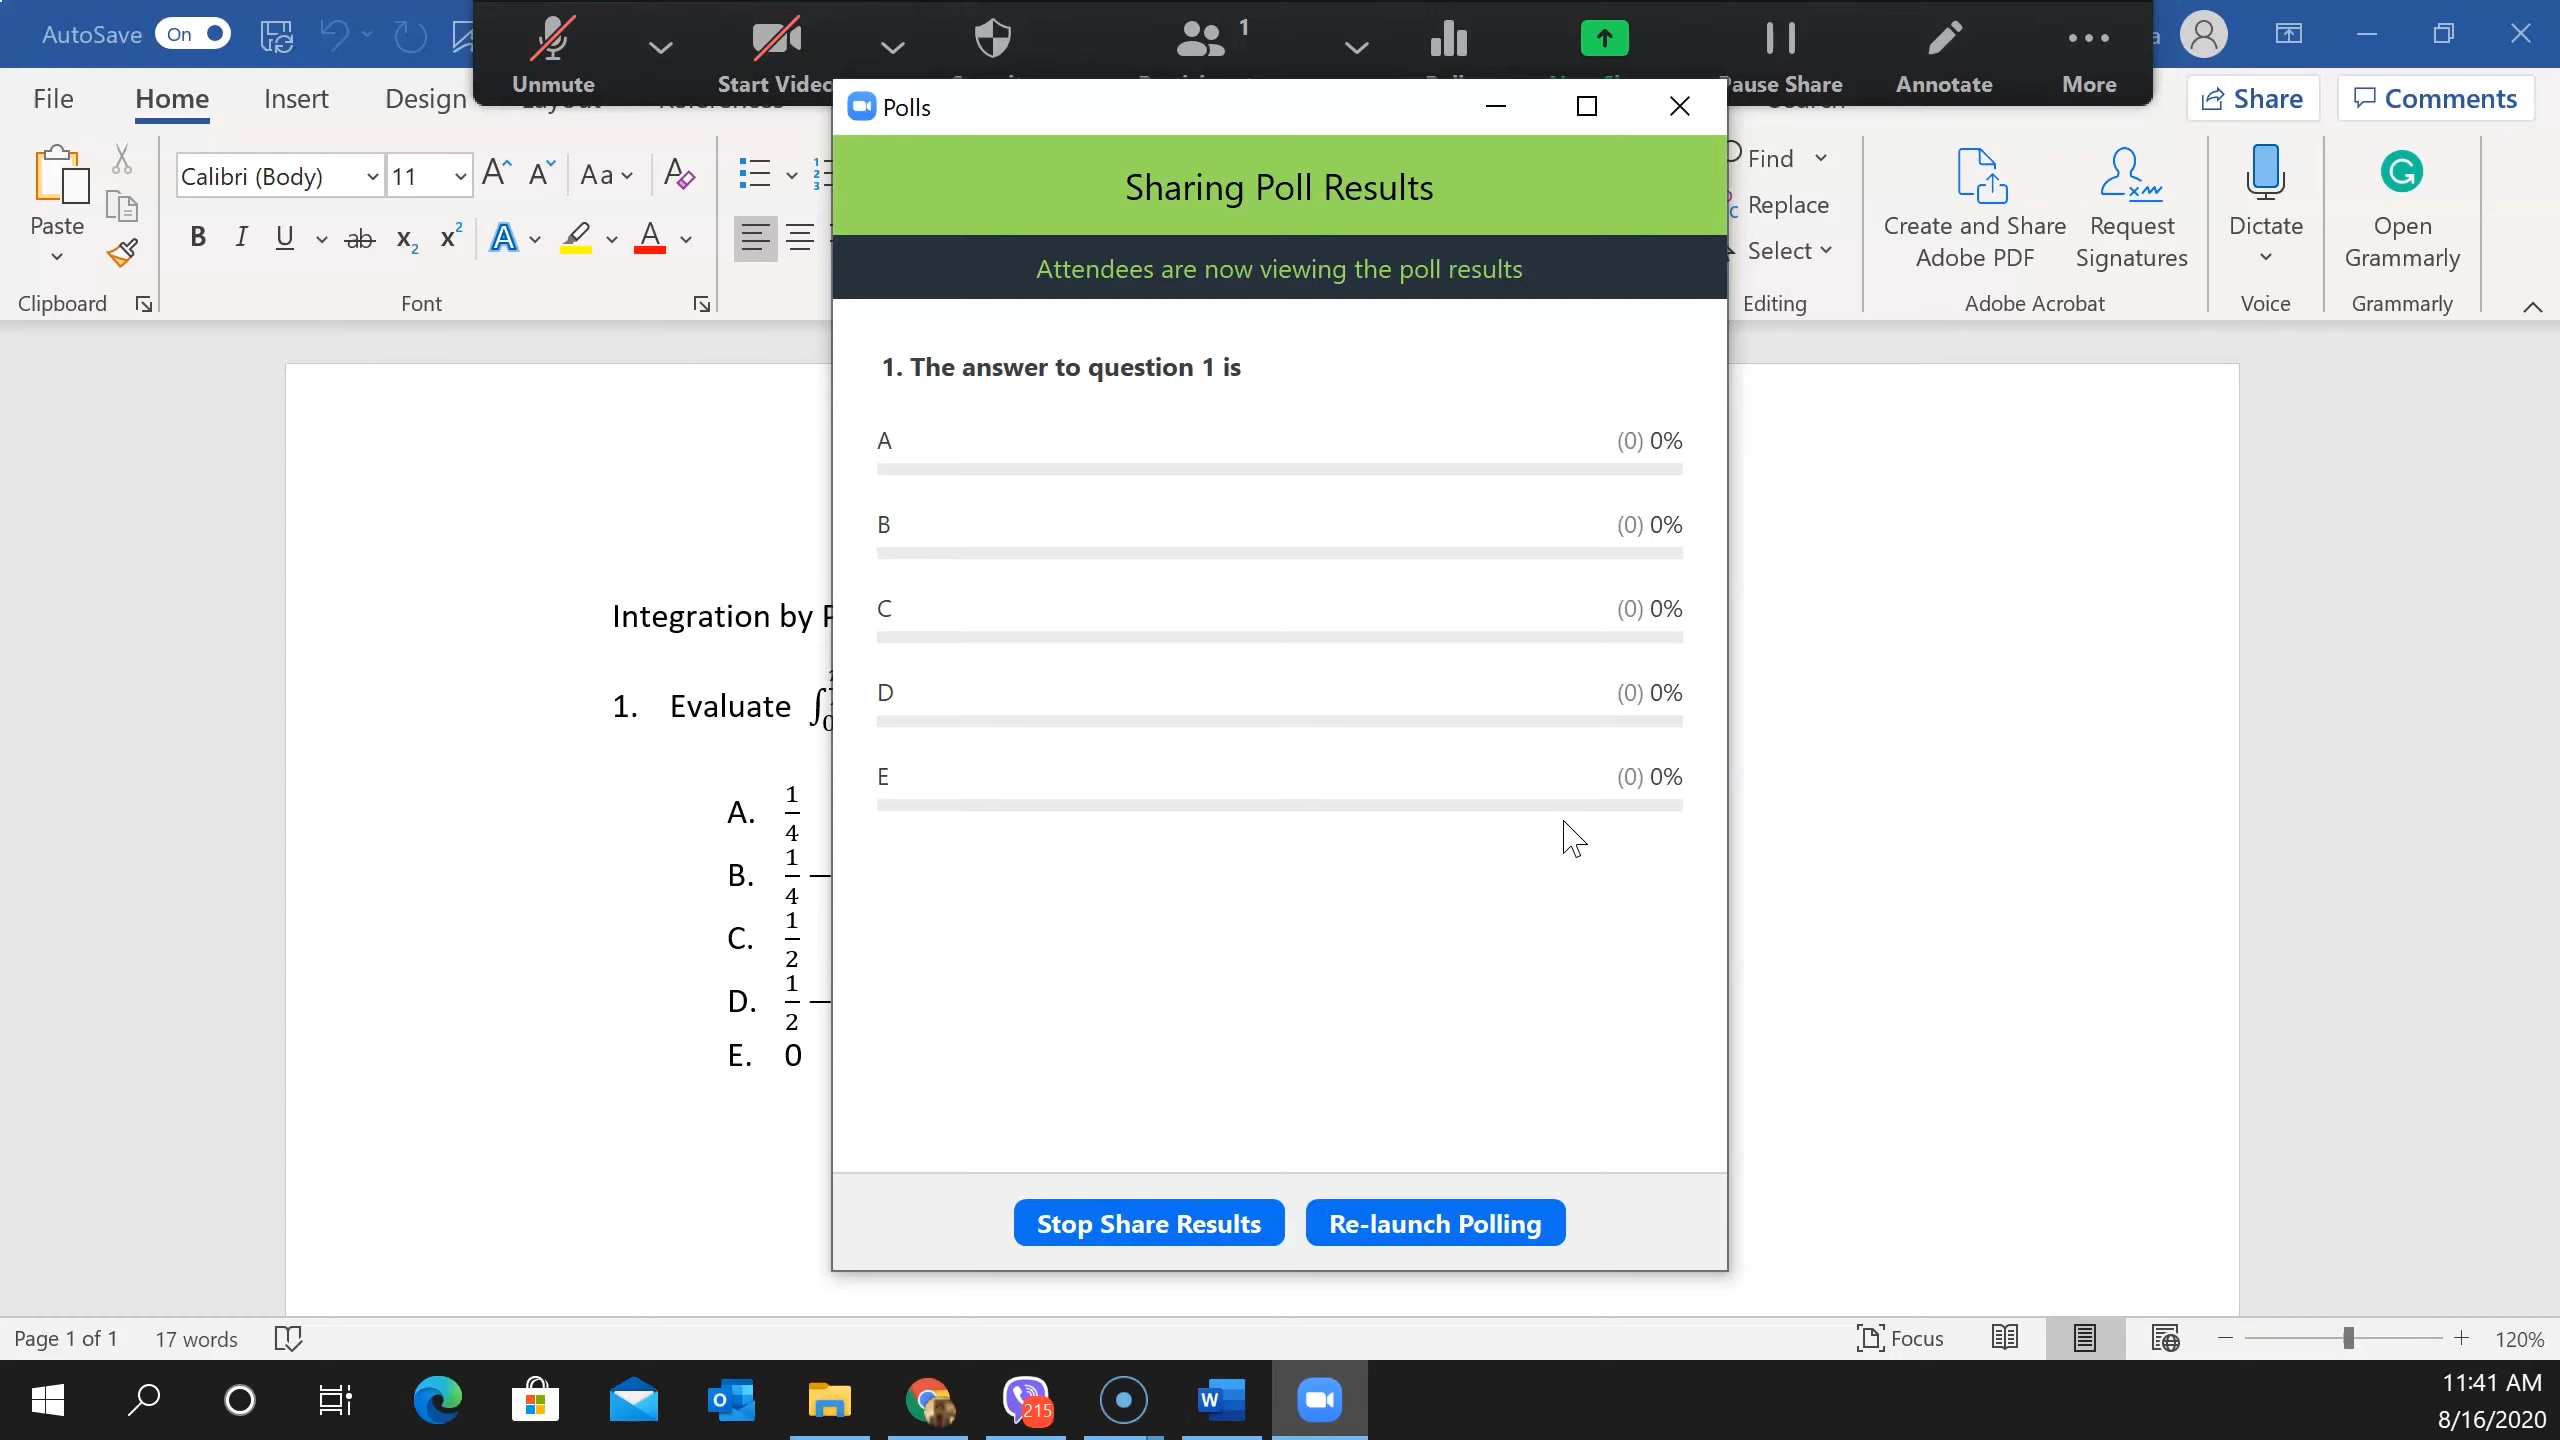 AutoSave On
1
Unmute Start Video Pause Share Annotate More
File Home Insert Design
Share Comments
Polls
Sharing Poll Results
Attendees are now viewing the poll results
Paste
Clipboard
Calibri (Body) 11
Aa
B I U ab x2 x2 A A
Font
Find
Replace
Select
Editing
Create and Share Adobe PDF
Request Signatures
Adobe Acrobat
Dictate
Voice
Open Grammarly
Grammarly
1. The answer to question 1 is
A (0) 0%
B (0) 0%
C (0) 0%
D (0) 0%
E (0) 0%
Integration by
1. Evaluate ∫0
A. 1/4
B. 1/4 –
C. 1/2
D. 1/2 –
E. 0
Stop Share Results Re-launch Polling
Page 1 of 1 17 words
Focus
120%
215
11:41 AM
8/16/2020